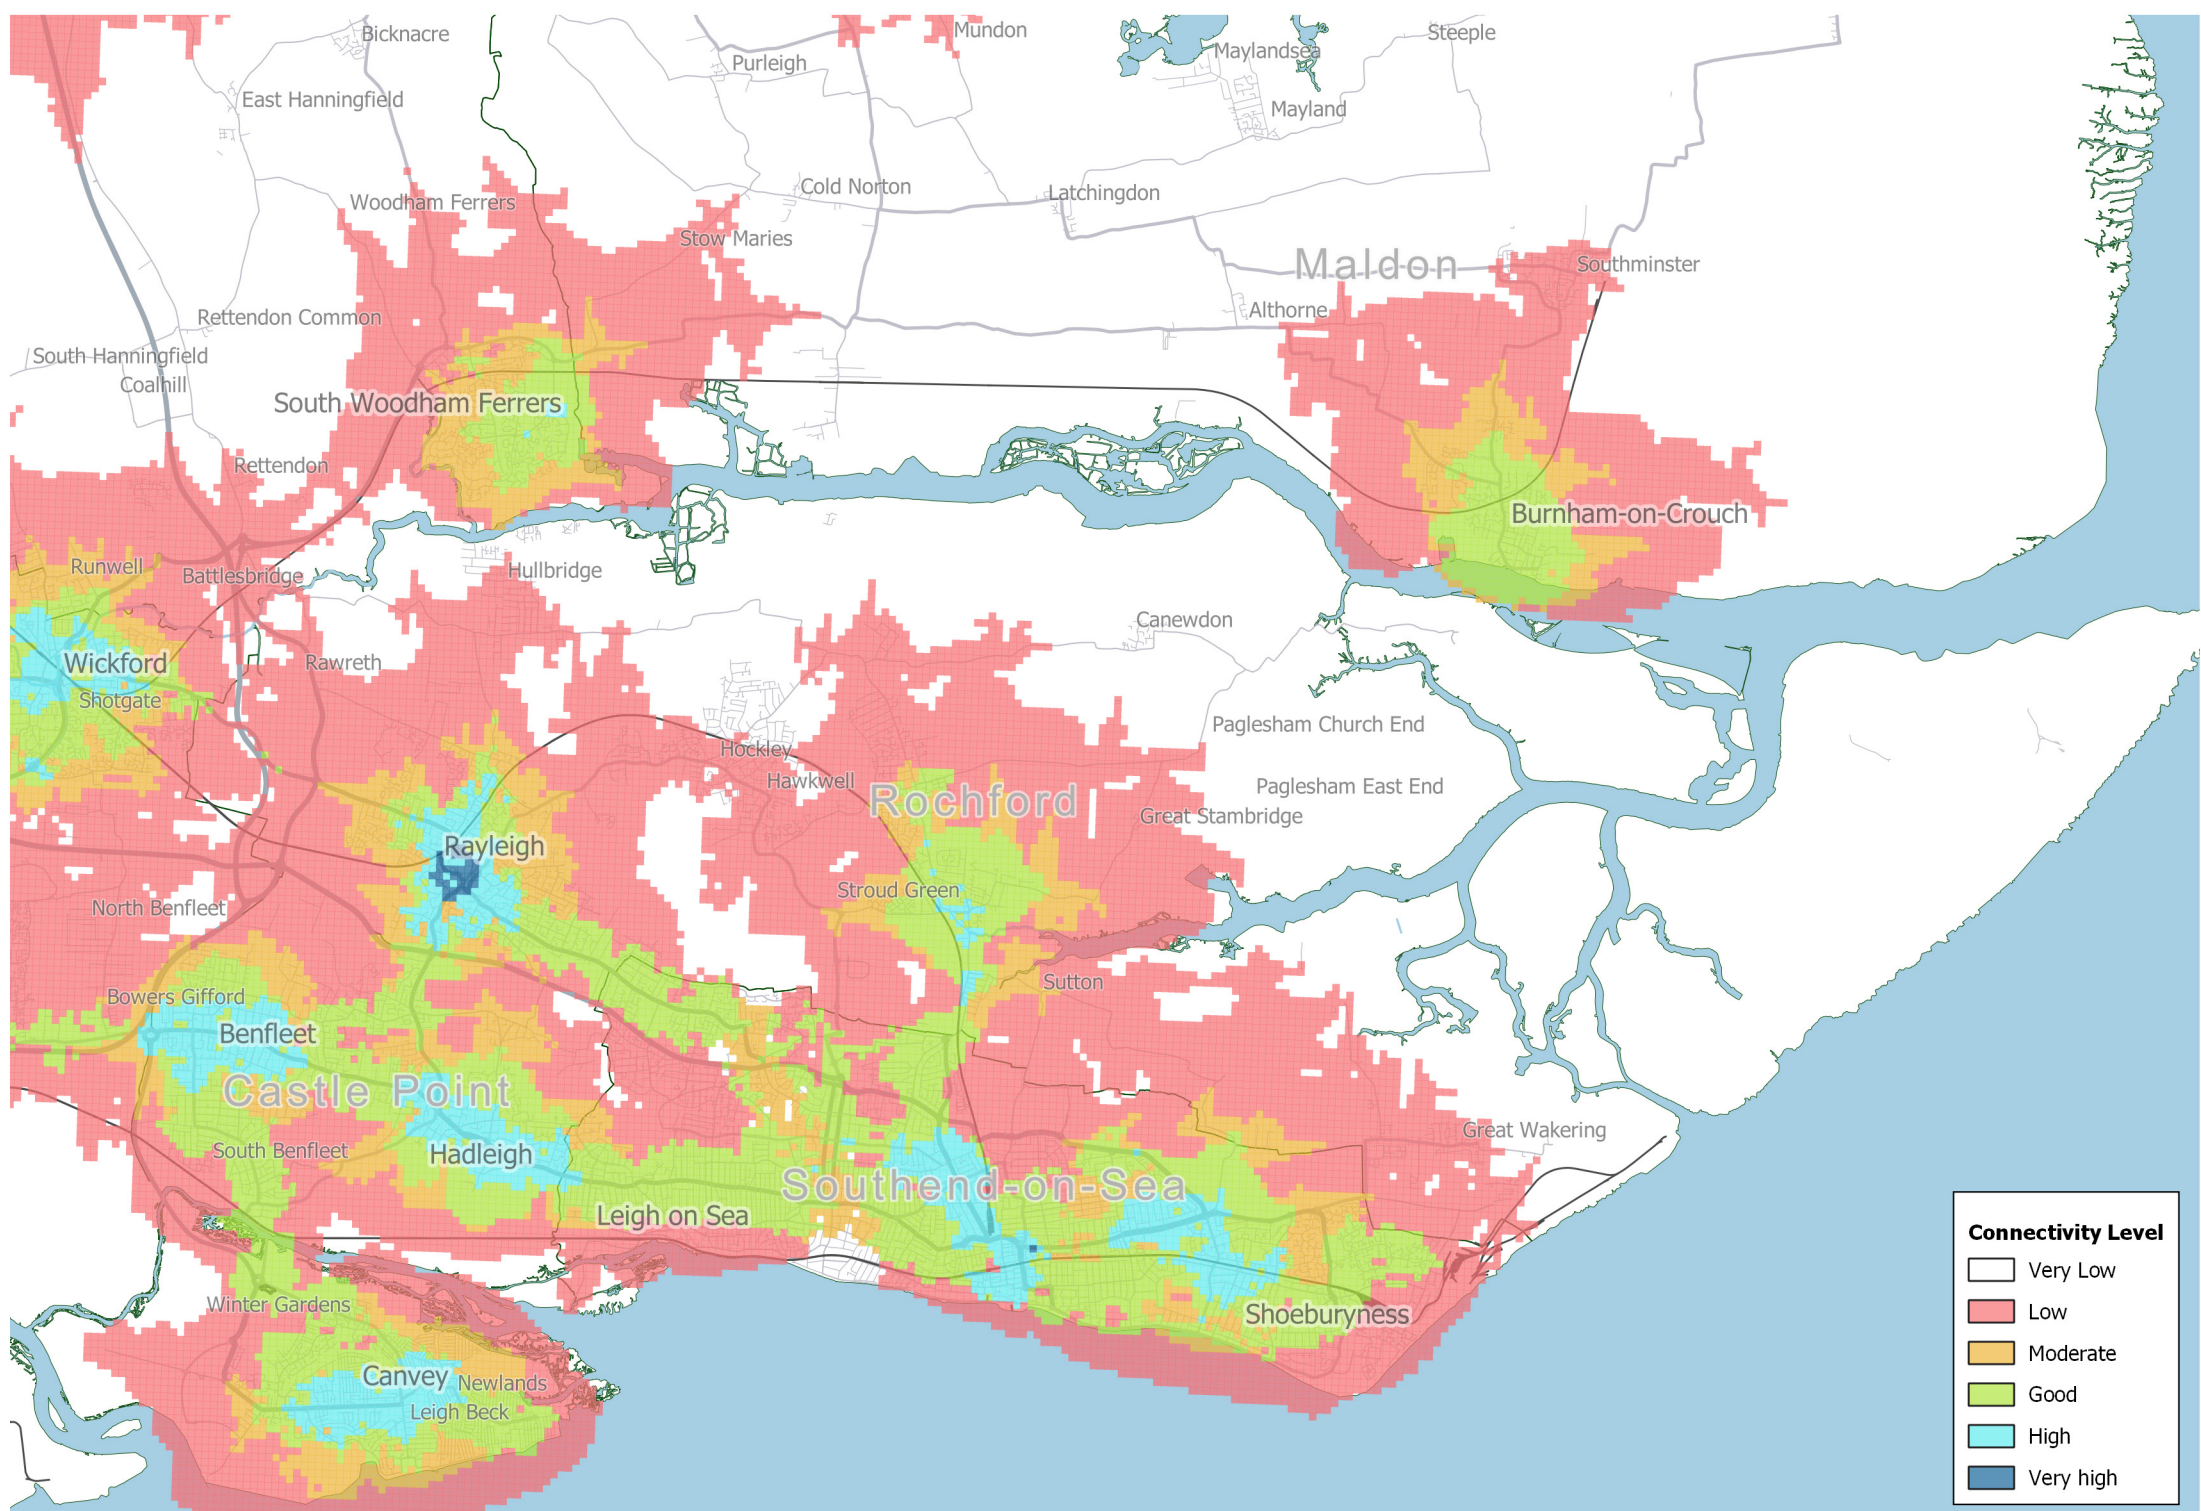 Bicknacre
Mundon
Steeple
Maylandsea
Purleigh
East Hanningfield
Mayland
Cold Norton
Latchingdon
Woodham Ferrers
Stow Maries
Maldon
Southminster
Rettendon Common
Althorne
South Hanningfield
Coalhill
South Woodham Ferrers
Rettendon
Burnham-on-Crouch
Runwell
Battlesbridge
Hullbridge
Canewdon
Wickford
Rawreth
Shotgate
Paglesham Church End
Hockley
Hawkwell
Paglesham East End
Rochford
Great Stambridge
Rayleigh
Stroud Green
North Benfleet
Sutton
Bowers Gifford
Benfleet
Castle Point
Great Wakering
South Benfleet
Hadleigh
Southend-on-Sea
Leigh on Sea
Winter Gardens
Shoeburyness
Canvey
Newlands
Leigh Beck
Connectivity Level
Very Low
Low
Moderate
Good
High
Very high